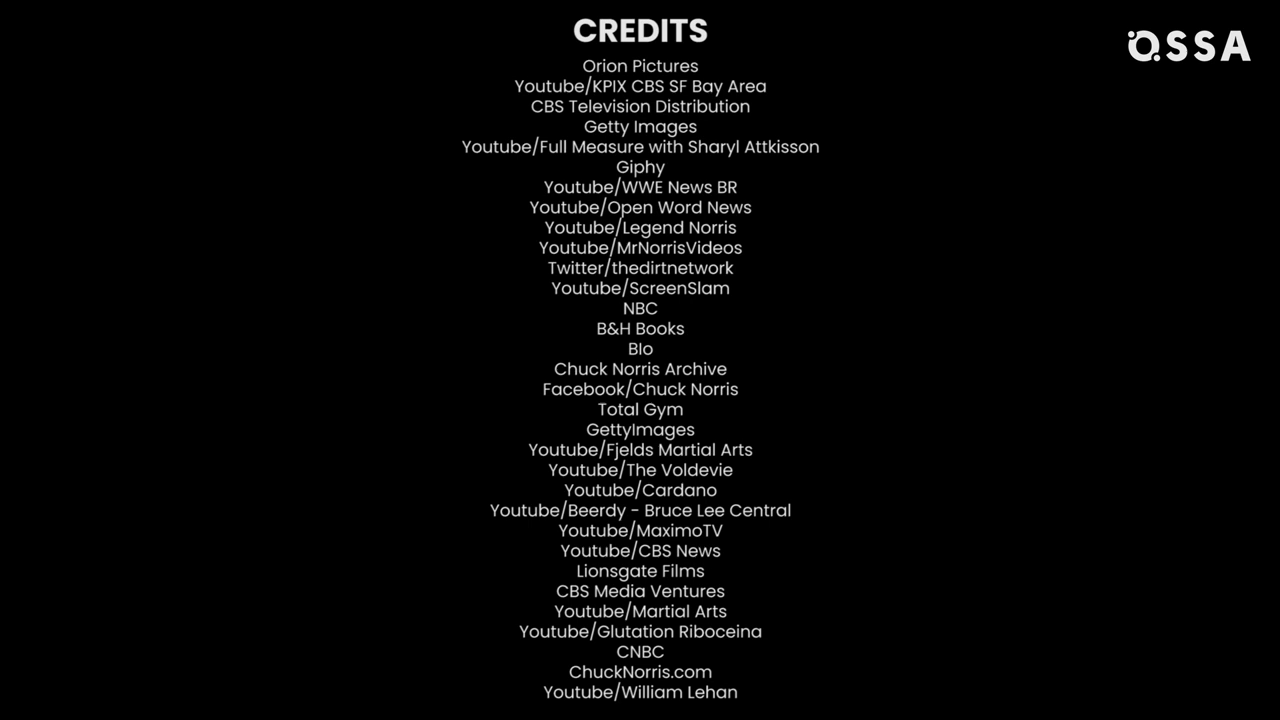 CREDITS
OSSA
Orion Pictures
Youtube/KPIX CBS SF Bay Area
CBS Television Distribution
Getty Images
Youtube/Full Measure with Sharyl Attkisson
Giphy
Youtube/WWE News BR
Youtube/Open Word News
Youtube/Legend Norris
Youtube/MrNorrisVideos
Twitter/thedirtnetwork
Youtube/ScreenSlam
NBC
B&H Books
BIo
Chuck Norris Archive
Facebook/Chuck Norris
Total Gym
GettyImages
Youtube/Fjelds Martial Arts
Youtube/The Voldevie
Youtube/Cardano
Youtube/Beerdy - Bruce Lee Central
Youtube/MaximoTV
Youtube/CBS News
Lionsgate Films
CBS Media Ventures
Youtube/Martial Arts
Youtube/Glutation Riboceina
CNBC
ChuckNorris.com
Youtube/William Lehan